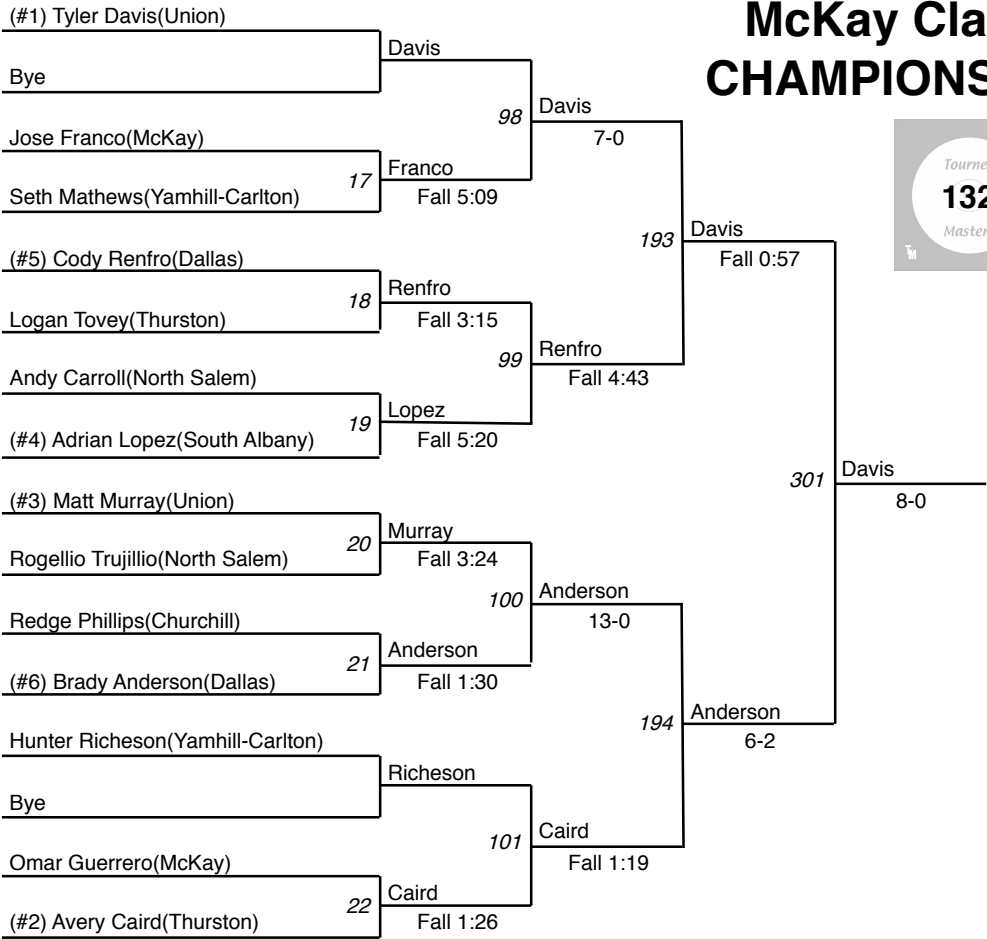 McKay Cla
CHAMPIONS
Tourne
132
Master
TM
(#1) Tyler Davis(Union)
Bye
Jose Franco(McKay)
Seth Mathews(Yamhill-Carlton)
(#5) Cody Renfro(Dallas)
Logan Tovey(Thurston)
Andy Carroll(North Salem)
(#4) Adrian Lopez(South Albany)
(#3) Matt Murray(Union)
Rogellio Trujillio(North Salem)
Redge Phillips(Churchill)
(#6) Brady Anderson(Dallas)
Hunter Richeson(Yamhill-Carlton)
Bye
Omar Guerrero(McKay)
(#2) Avery Caird(Thurston)
Davis
17
Franco
Fall 5:09
18
Renfro
Fall 3:15
19
Lopez
Fall 5:20
20
Murray
Fall 3:24
21
Anderson
Fall 1:30
Richeson
22
Caird
Fall 1:26
98
Davis
7-0
99
Renfro
Fall 4:43
100
Anderson
13-0
101
Caird
Fall 1:19
193
Davis
Fall 0:57
194
Anderson
6-2
301
Davis
8-0